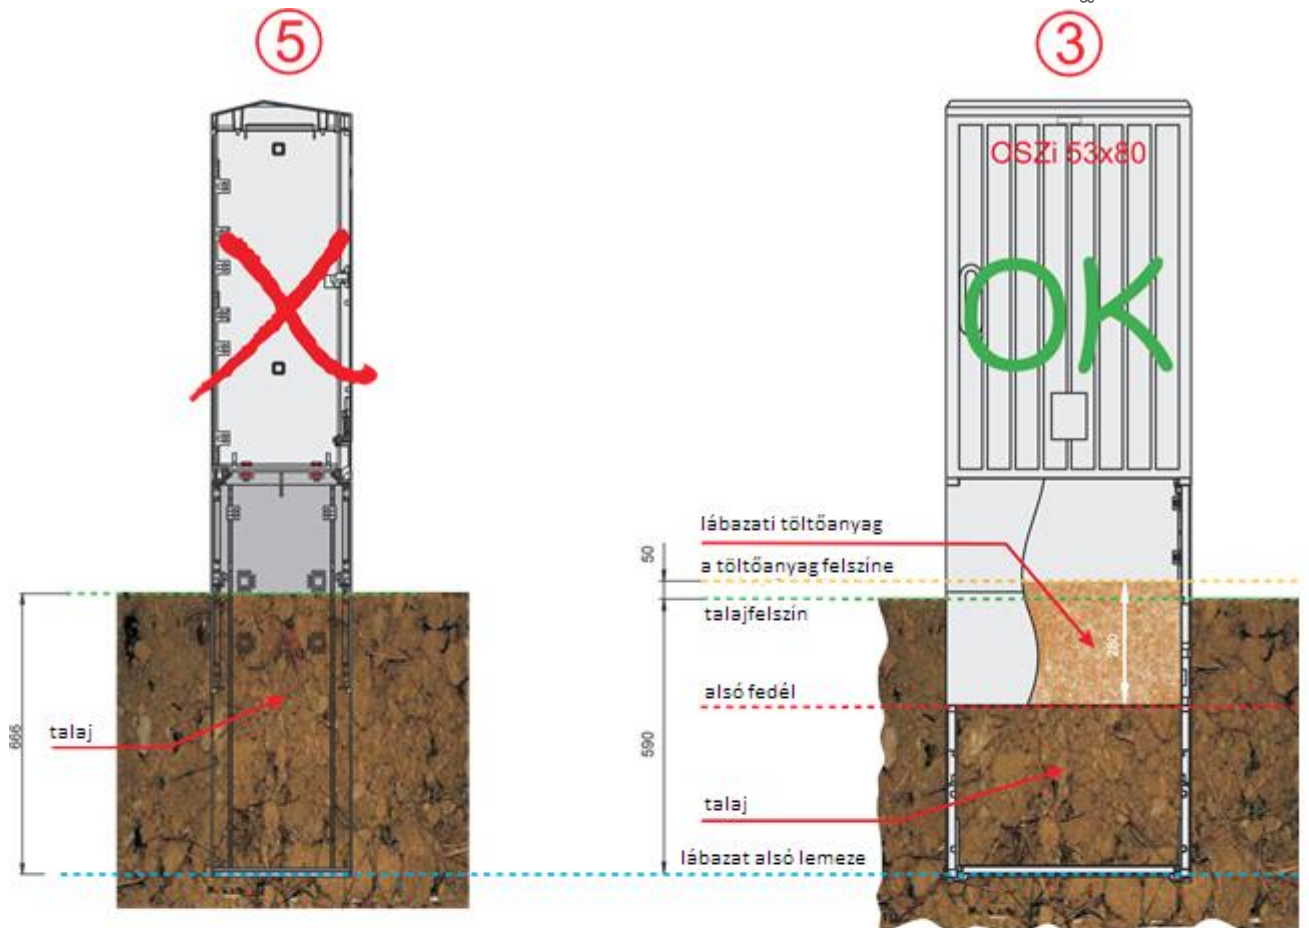 5
3
OSZi 53x80
OK
lábazati töltőanyag
50
a töltőanyag felszíne
talajfelszín
280
alsó fedél
talaj
666
590
talaj
lábazat alsó lemeze